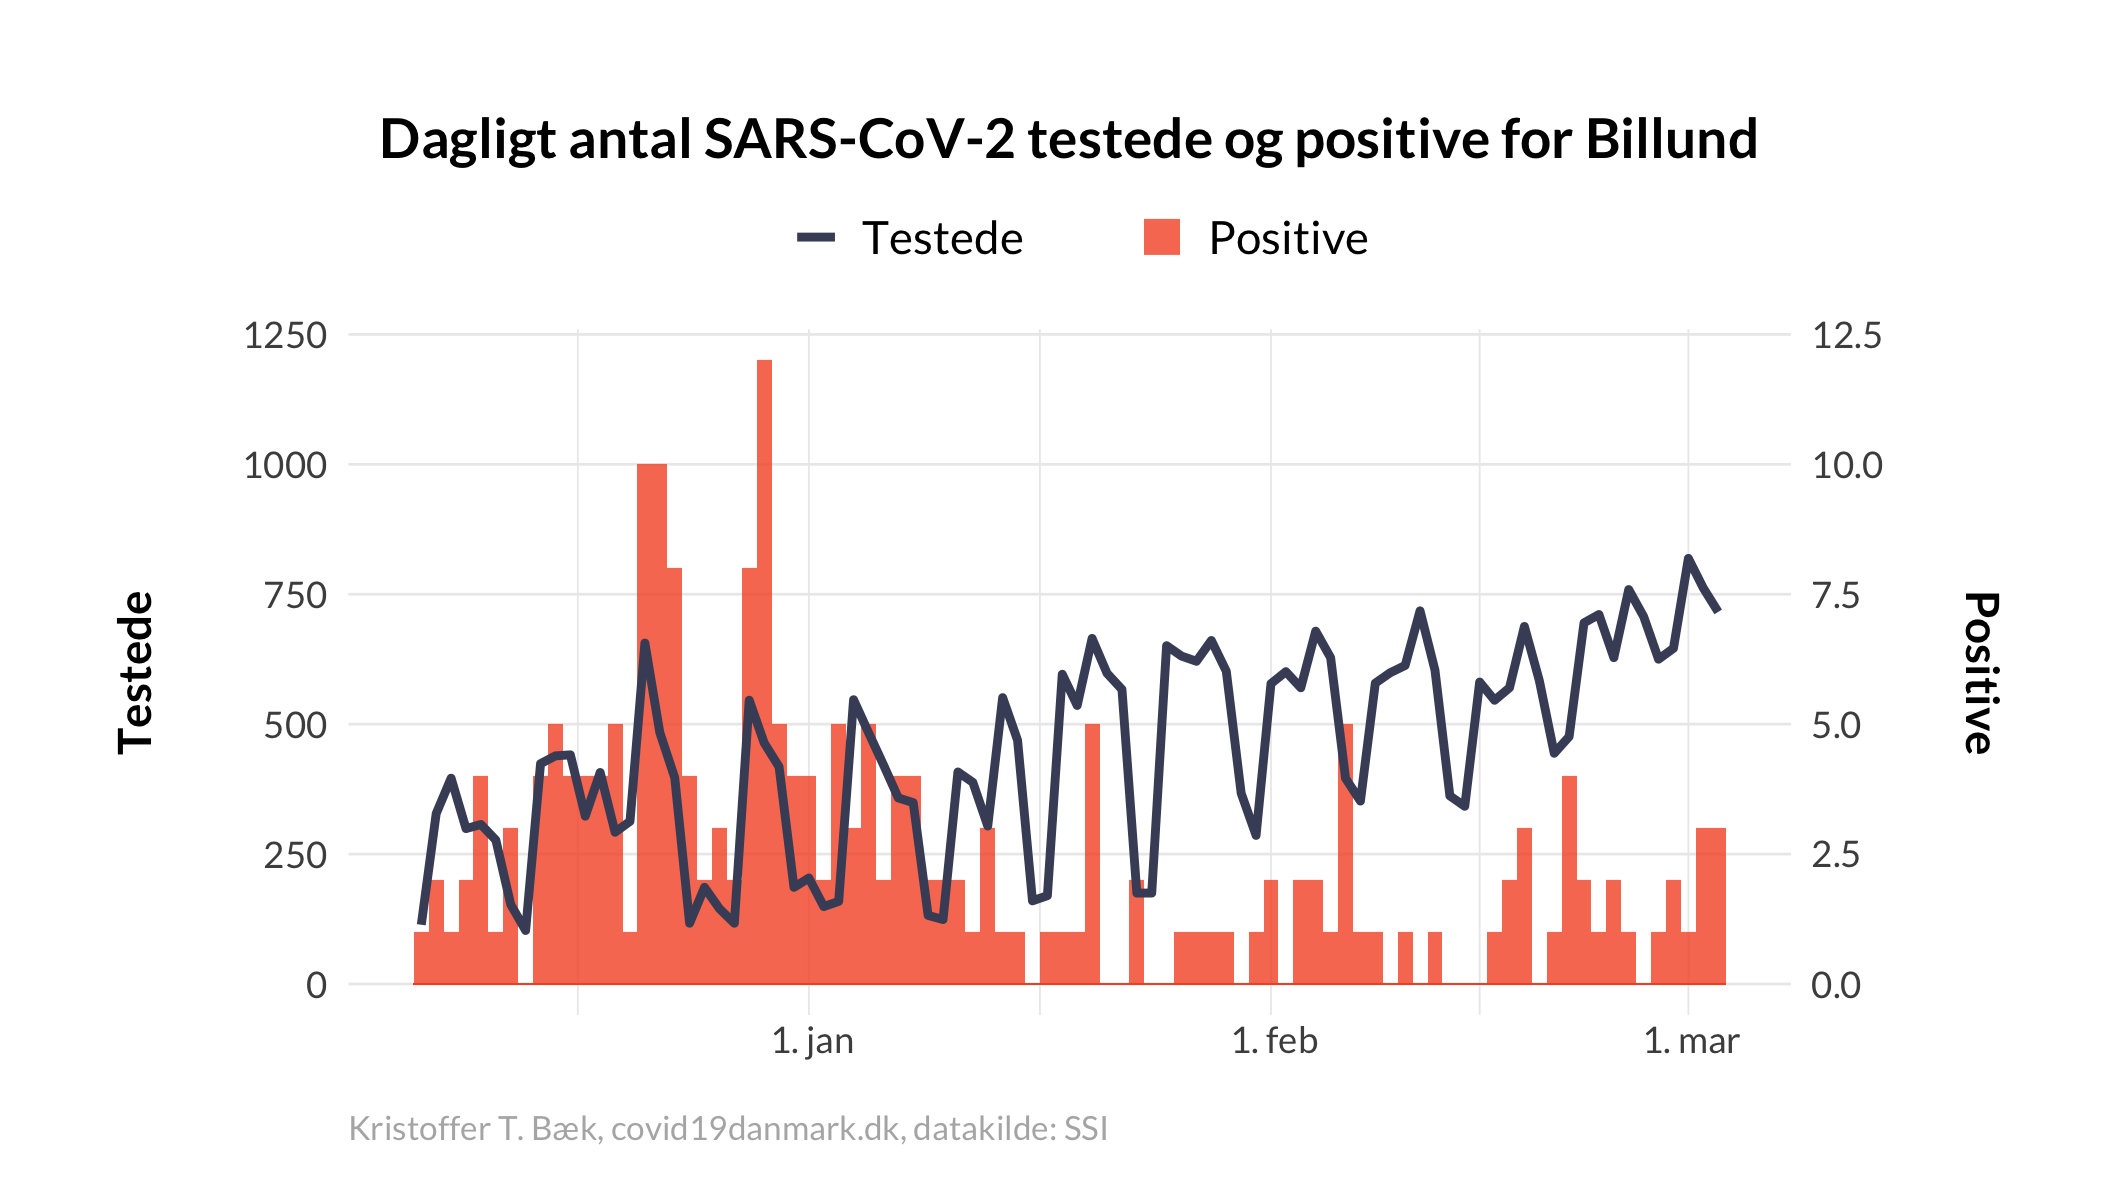 Dagligt antal SARS-CoV-2 testede og positive for Billund
Testede
Positive
1250
1000
750
500
250
0
12.5
10.0
7.5
5.0
2.5
0.0
Testede
Positive
1. jan
1. feb
1. mar
Kristoffer T. Bæk, covid19danmark.dk, datakilde: SSI